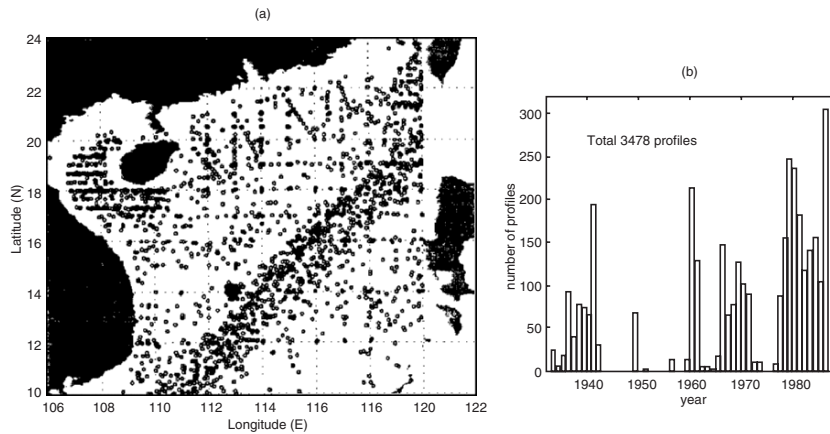 (a)
24
22
20
18
16
14
12
10
Latitude (N)
106 108 110 112 114 116 116 120 122
Longitude (E)
(b)
Total 3478 profiles
300
250
200
150
100
50
0
number of profiles
1940 1950 1960 1970 1980
year